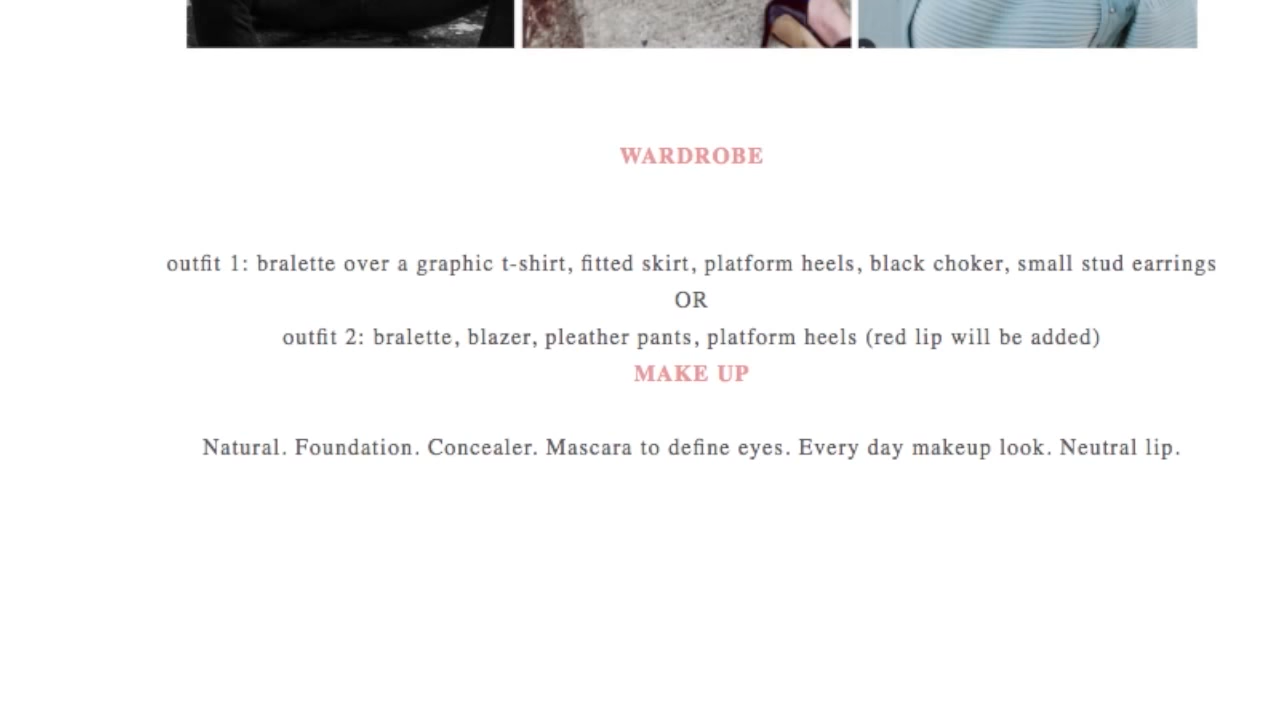 WARDROBE
outfit 1: bralette over a graphic t-shirt, fitted skirt, platform heels, black choker, small stud earrings
OR
outfit 2: bralette, blazer, pleather pants, platform heels (red lip will be added)
MAKE UP
Natural. Foundation. Concealer. Mascara to define eyes. Every day makeup look. Neutral lip.